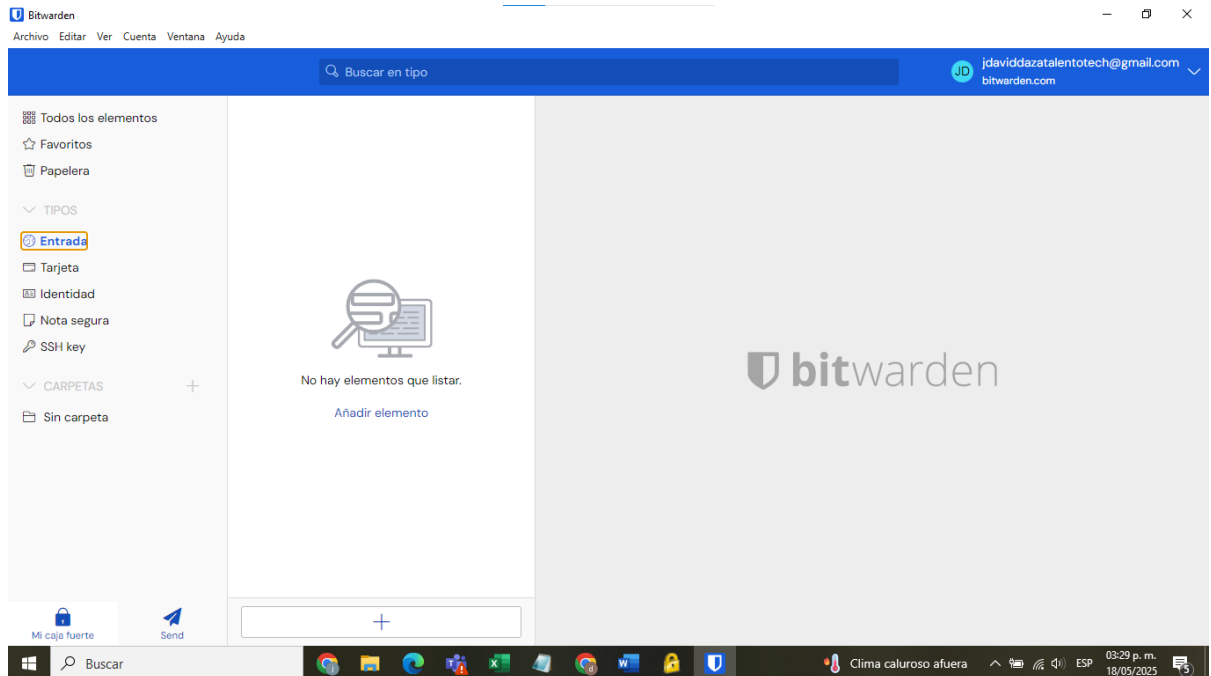 Bitwarden
Archivo Editar Ver Cuenta Ventana Ayuda
Buscar en tipo
JD
jdaviddazatalentotech@gmail.com
bitwarden.com
Todos los elementos
Favoritos
Papelera
TIPOS
Entrada
Tarjeta
Identidad
Nota segura
SSH key
CARPETAS
Sin carpeta
No hay elementos que listar.
Añadir elemento
bitwarden
Mi caja fuerte
Send
Buscar
Clima caluroso afuera
ESP
03:29 p. m.
18/05/2025
5